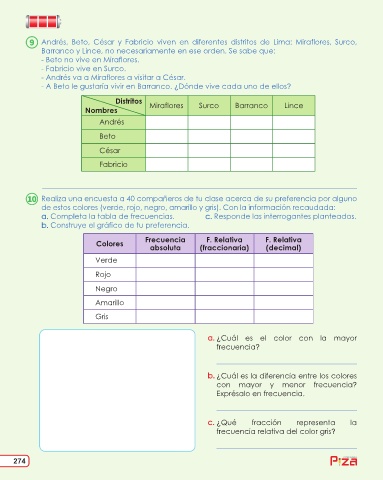 9 Andrés, Beto, César y Fabricio viven en diferentes distritos de Lima: Miraflores, Surco,
Barranco y Lince, no necesariamente en ese orden. Se sabe que:
- Beto no vive en Miraflores.
- Fabricio vive en Surco.
- Andrés va a Miraflores a visitar a César.
- A Beto le gustaría vivir en Barranco. ¿Dónde vive cada uno de ellos?
Distritos
Nombres
Miraflores Surco Barranco Lince
Andrés
Beto
César
Fabricio
10 Realiza una encuesta a 40 compañeros de tu clase acerca de su preferencia por alguno
de estos colores (verde, rojo, negro, amarillo y gris). Con la información recaudada:
a. Completa la tabla de frecuencias. c. Responde las interrogantes planteadas.
b. Construye el gráfico de tu preferencia.
Colores Frecuencia absoluta F. Relativa (fraccionaria) F. Relativa (decimal)
Verde
Rojo
Negro
Amarillo
Gris
a. ¿Cuál es el color con la mayor
frecuencia?
b. ¿Cuál es la diferencia entre los colores
con mayor y menor frecuencia?
Exprésalo en frecuencia.
c. ¿Qué fracción representa la
frecuencia relativa del color gris?
274
Pizza